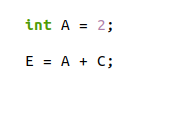 int A = 2;
E = A + C;